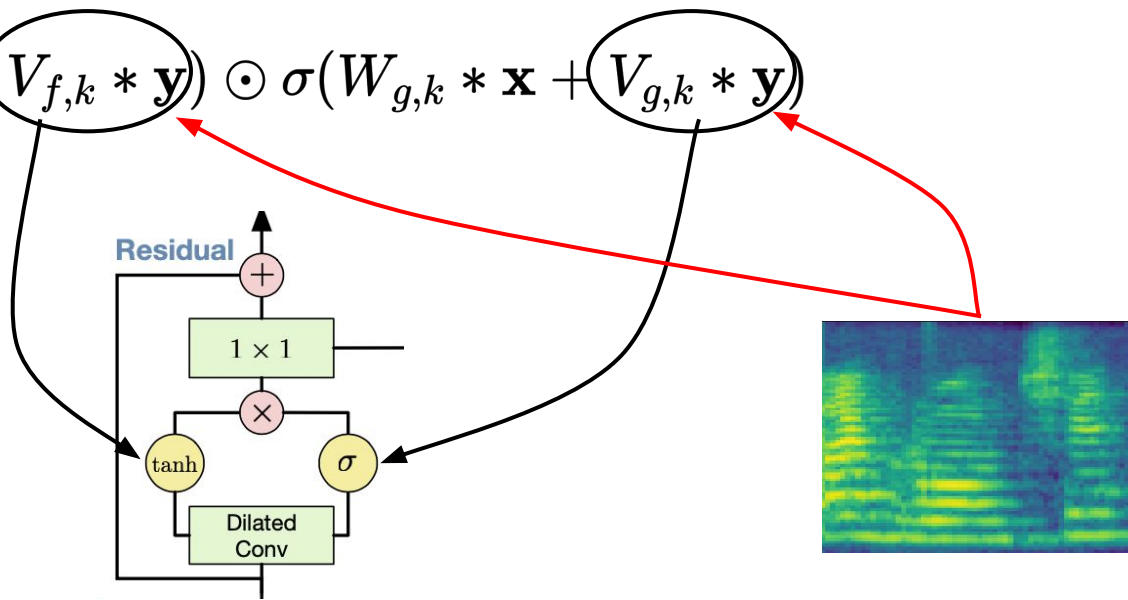 V_{f,k} * y) ⊙ σ(W_{g,k} * x + V_{g,k} * y)
Residual
+
1 × 1
×
tanh
σ
Dilated
Conv